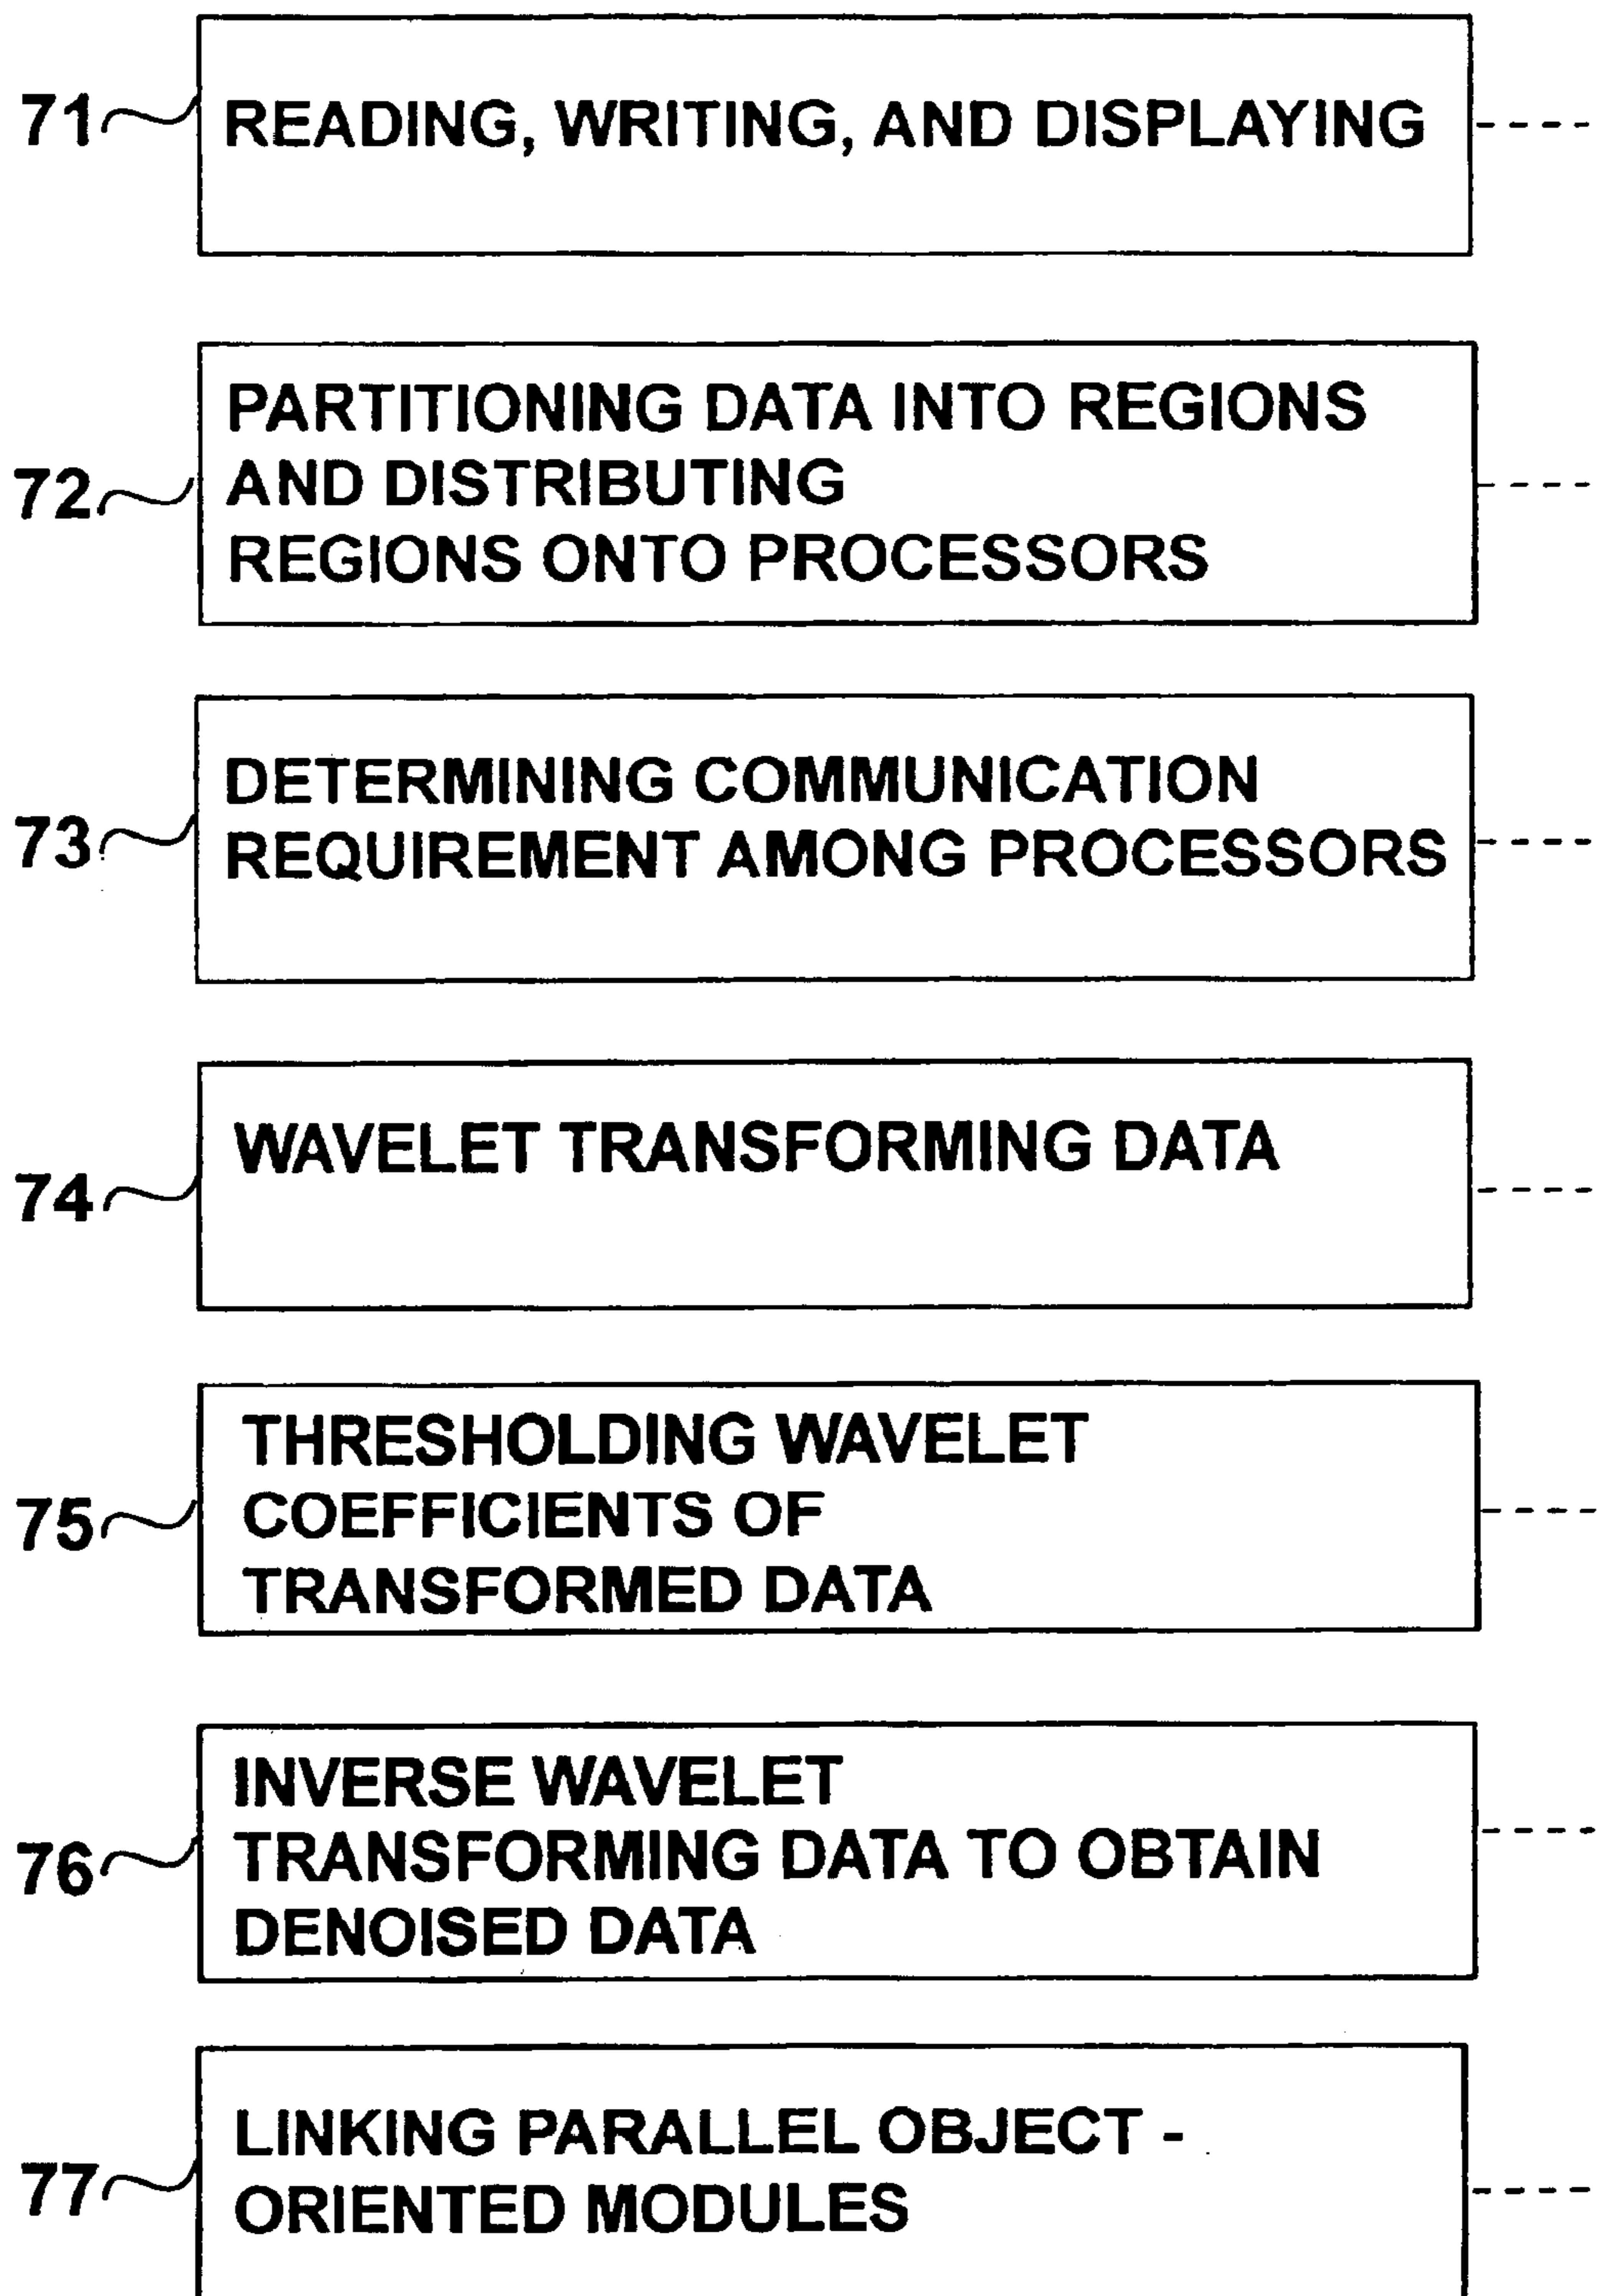 71 READING, WRITING, AND DISPLAYING
PARTITIONING DATA INTO REGIONS
72 AND DISTRIBUTING
REGIONS ONTO PROCESSORS
DETERMINING COMMUNICATION
73 REQUIREMENT AMONG PROCESSORS
WAVELET TRANSFORMING DATA
74
THRESHOLDING WAVELET
75 COEFFICIENTS OF
TRANSFORMED DATA
INVERSE WAVELET
76 TRANSFORMING DATA TO OBTAIN
DENOISED DATA
LINKING PARALLEL OBJECT -
77 ORIENTED MODULES